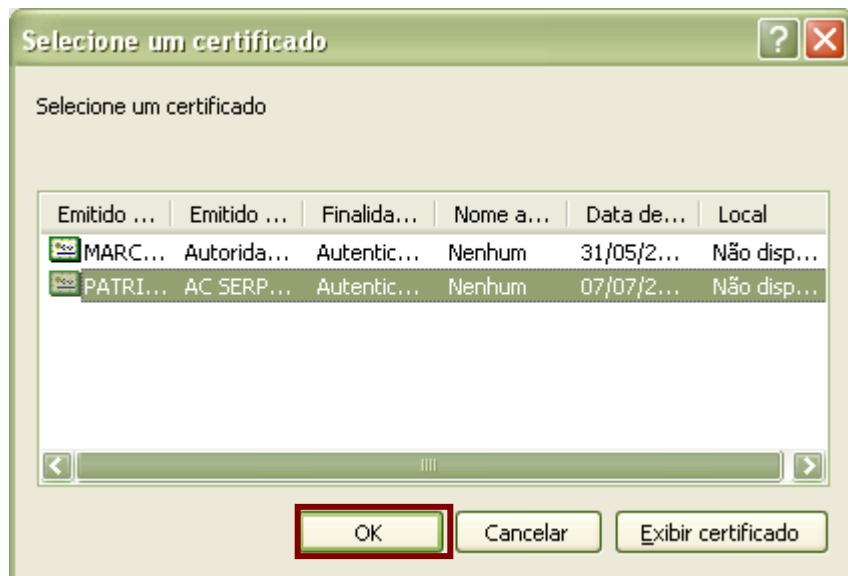 Selecione um certificado
Selecione um certificado
Emitido ... Emitido ... Finalida... Nome a... Data de... Local
MARC... Autorida... Autentic... Nenhum 31/05/2... Não disp...
PATRI... AC SERP... Autentic... Nenhum 07/07/2... Não disp...
OK Cancelar Exibir certificado